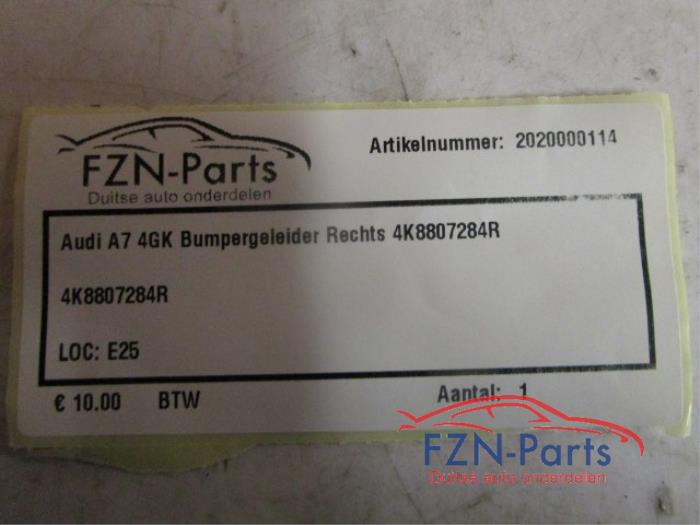 FZN-Parts
Duitse auto onderdelen
Artikelnummer: 2020000114
Audi A7 4GK Bumpergeleider Rechts 4K8807284R
4K8807284R
LOC: E25
€ 10.00 BTW Aantal: 1
FZN-Parts
Duitse auto onderdelen